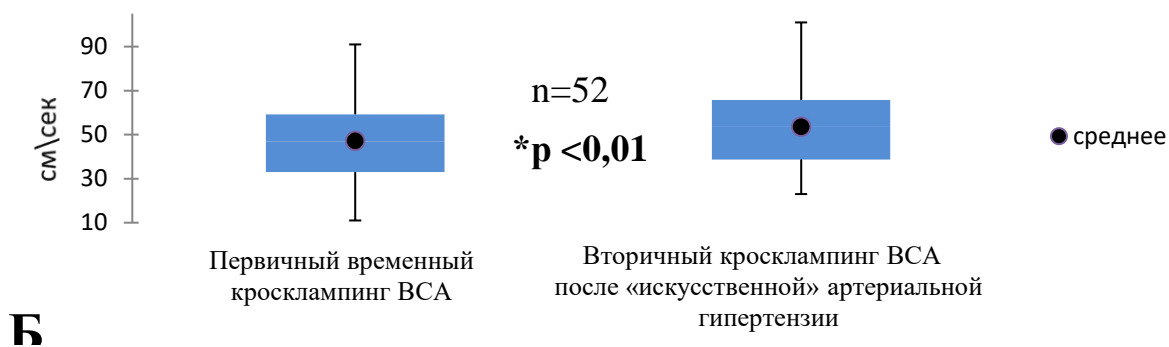 90
70
50
30
10
см\сек
n=52
*p <0,01
среднее
Первичный временный
кросклампинг ВСА
Вторичный кросклампинг ВСА
после «искусственной» артериальной
гипертензии
Б